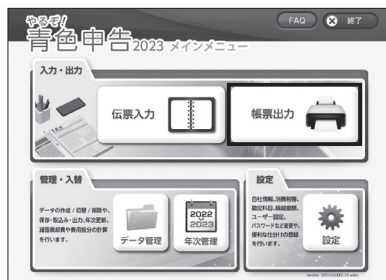 やるぞ!
青色申告2023 メインメニュー
FAQ
終了
入力・出力
TAX
伝票入力
帳票出力
管理・入替
データの作成/切替/削除や、
保存・取込み・出力、年次更新、
減価償却費や費用按分の計算
を行います。
データ管理
2022
2023
年次管理
設定
自社情報、消費税等、
勘定科目、繰越金額、
ユーザー設定、
パスワードなど変更や、
便利な仕分けの登録
を行います。
設定